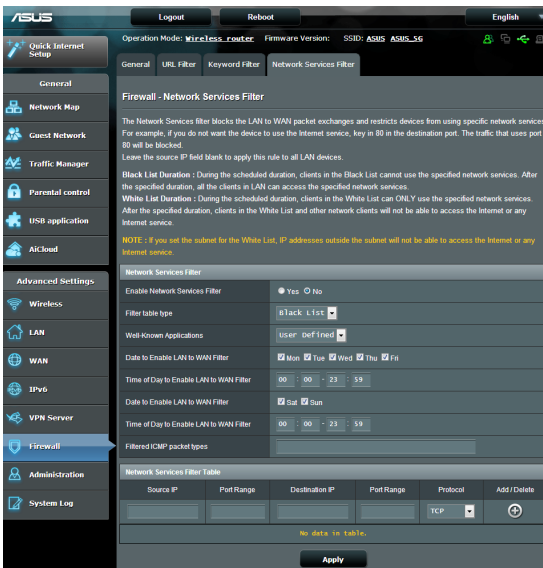 ASUS
Logout Reboot English
Operation Mode: Wireless router Firmware Version: SSID: ASUS ASUS_5G
Quick Internet
Setup
General URL Filter Keyword Filter Network Services Filter
General
Network Map
Guest Network
Traffic Manager
Parental control
USB application
AiCloud
Advanced Settings
Wireless
LAN
WAN
IPv6
VPN Server
Firewall
Administration
System Log
Firewall - Network Services Filter
The Network Services filter blocks the LAN to WAN packet exchanges and restricts devices from using specific network services.
For example, if you do not want the device to use the Internet service, key in 80 in the destination port. The traffic that uses port
80 will be blocked.
Leave the source IP field blank to apply this rule to all LAN devices.
Black List Duration : During the scheduled duration, clients in the Black List cannot use the specified network services. After
the specified duration, all the clients in LAN can access the specified network services.
White List Duration : During the scheduled duration, clients in the White List can ONLY use the specified network services.
After the specified duration, clients in the White List and other network clients will not be able to access the Internet or any
Internet service.
NOTE : If you set the subnet for the White List, IP addresses outside the subnet will not be able to access the Internet or any
Internet service.
Network Services Filter
Enable Network Services Filter Yes No
Filter table type Black List
Well-Known Applications User Defined
Date to Enable LAN to WAN Filter Mon Tue Wed Thu Fri
Time of Day to Enable LAN to WAN Filter 00 : 00 - 23 : 59
Date to Enable LAN to WAN Filter Sat Sun
Time of Day to Enable LAN to WAN Filter 00 : 00 - 23 : 59
Filtered ICMP packet types
Network Services Filter Table
Source IP Port Range Destination IP Port Range Protocol Add / Delete
TCP
No data in table.
Apply